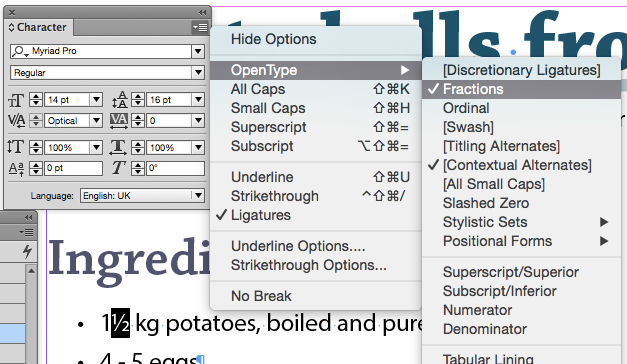 Character
Myriad Pro
Regular
14 pt
16 pt
Optical
0
100%
100%
0 pt
0°
Language: English: UK
Hide Options
OpenType
All Caps ⇧⌘K
Small Caps ⇧⌘H
Superscript ⇧⌘=
Subscript ⌥⇧⌘=
Underline ⇧⌘U
Strikethrough ^⇧⌘/
✓ Ligatures
Underline Options....
Strikethrough Options...
No Break
[Discretionary Ligatures]
✓ Fractions
Ordinal
[Swash]
[Titling Alternates]
✓ [Contextual Alternates]
[All Small Caps]
Slashed Zero
Stylistic Sets
Positional Forms
Superscript/Superior
Subscript/Inferior
Numerator
Denominator
Tabular Lining
• 1½ kg potatoes, boiled and pure
• 4 - 5 eggs¶